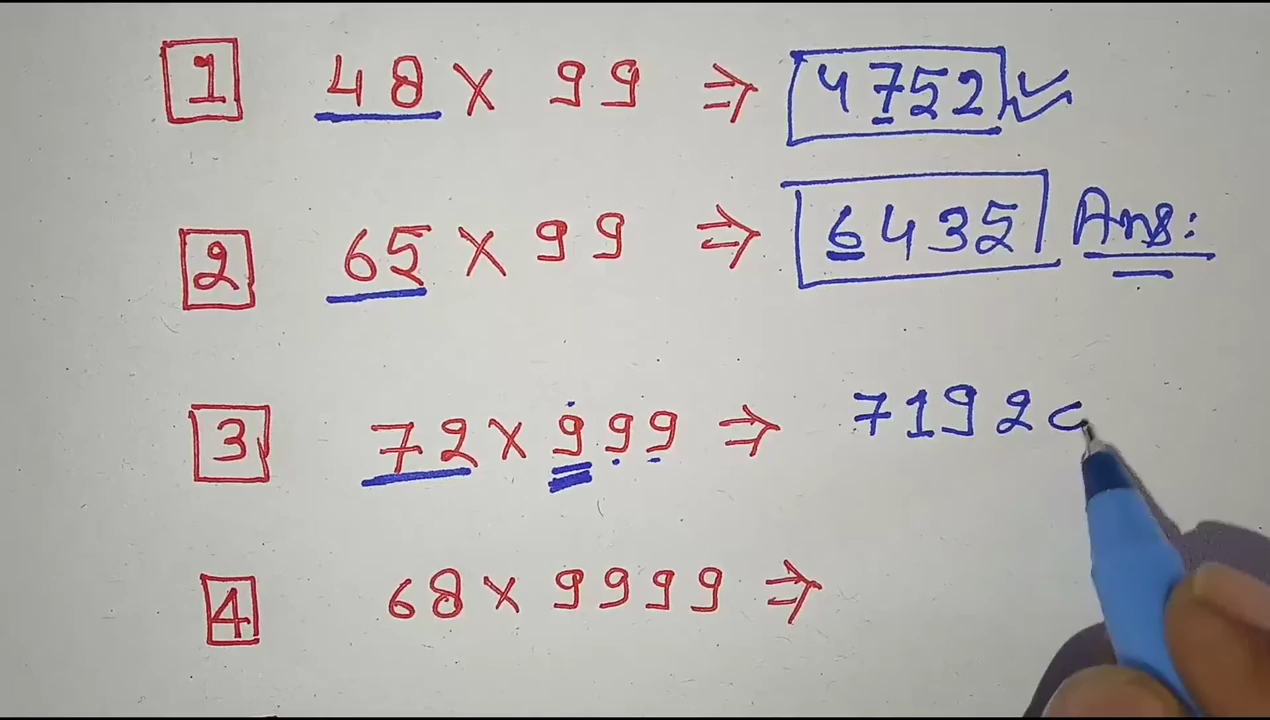 1 48 × 99 ⇒ 4752
2 65 × 99 ⇒ 6435 Ans:
3 72 × 999 ⇒ 7192
4 68 × 9999 ⇒